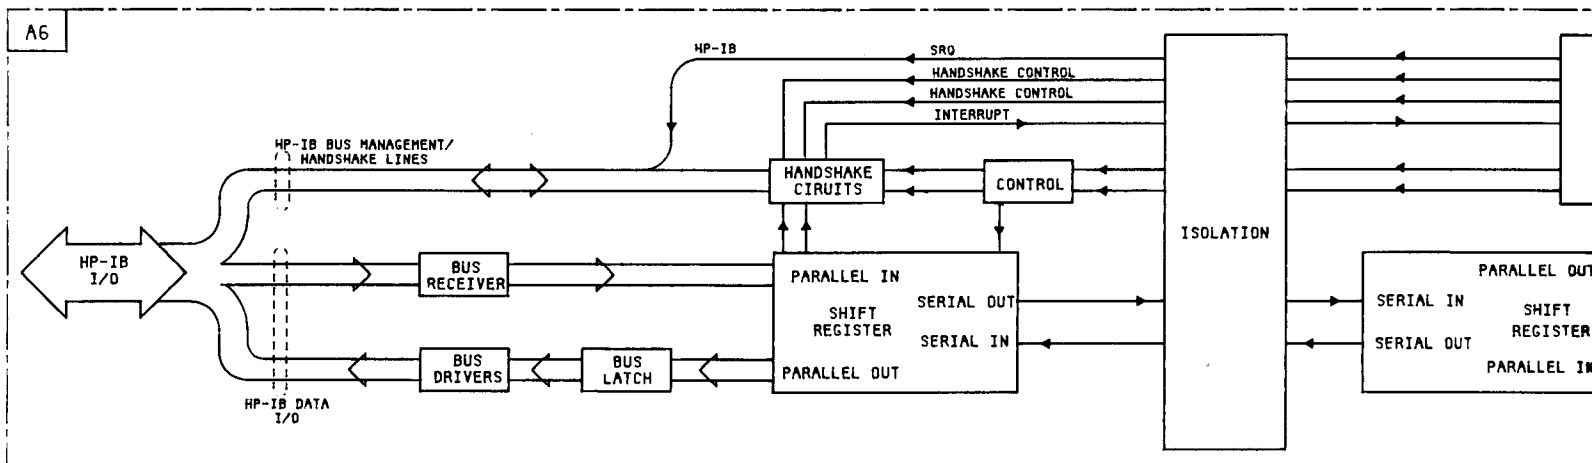 A6
HP-IB
SRQ
HANDSHAKE CONTROL
HANDSHAKE CONTROL
INTERRUPT
HP-IB BUS MANAGEMENT/
HANDSHAKE LINES
HANDSHAKE
CIRUITS
CONTROL
ISOLATION
HP-IB
I/O
BUS
RECEIVER
PARALLEL IN
SERIAL OUT
SHIFT
REGISTER
SERIAL IN
PARALLEL OUT
BUS
DRIVERS
BUS
LATCH
HP-IB DATA
I/O
PARALLEL OUT
SERIAL IN
SHIFT
REGISTER
SERIAL OUT
PARALLEL IN